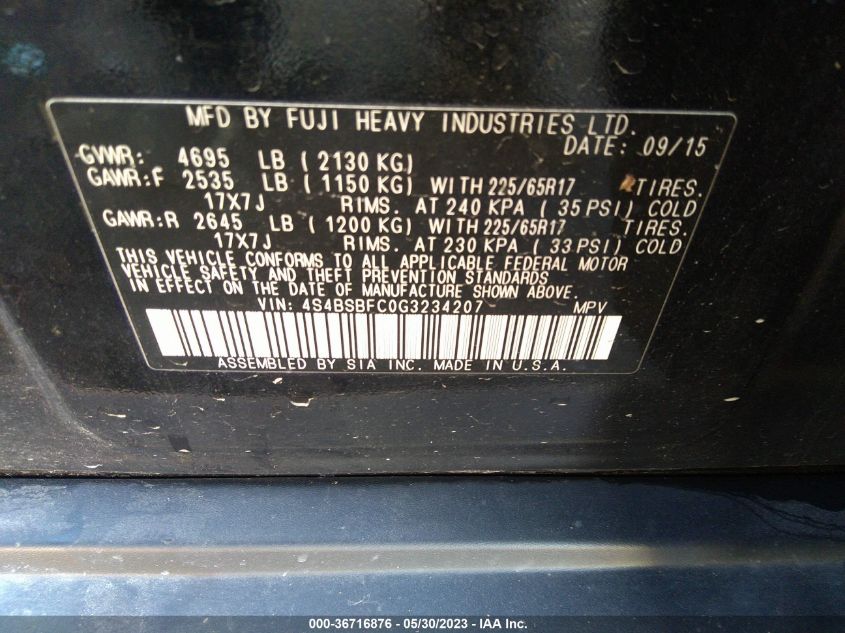 MFD BY FUJI HEAVY INDUSTRIES LTD.
DATE: 09/15
GVWR: 4695 LB ( 2130 KG)
GAWR:F 2535 LB ( 1150 KG) WITH 225/65R17 TIRES.
17X7J RIMS. AT 240 KPA ( 35 PSI) COLD
GAWR:R 2645 LB ( 1200 KG) WITH 225/65R17 TIRES.
17X7J RIMS. AT 230 KPA ( 33 PSI) COLD
THIS VEHICLE CONFORMS TO ALL APPLICABLE FEDERAL MOTOR
VEHICLE SAFETY AND THEFT PREVENTION STANDARDS
IN EFFECT ON THE DATE OF MANUFACTURE SHOWN ABOVE.
VIN: 4S4BSBFC0G3234207 MPV
ASSEMBLED BY SIA INC. MADE IN U.S.A.
000-36716876 / 05/30/2023 - IAA Inc.